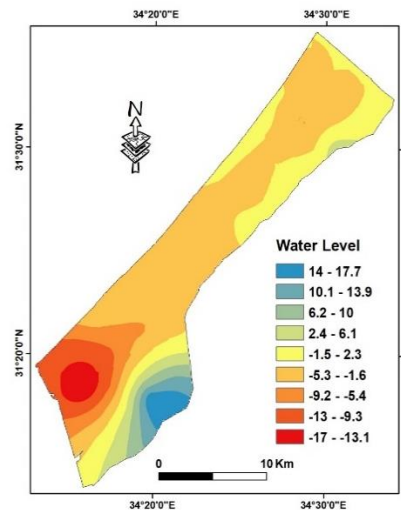 34°20'0"E 34°30'0"E
N
31°30'0"N
Water Level
14 - 17.7
10.1 - 13.9
6.2 - 10
2.4 - 6.1
-1.5 - 2.3
-5.3 - -1.6
-9.2 - -5.4
-13 - -9.3
-17 - -13.1
31°20'0"N
0 10 Km
34°20'0"E 34°30'0"E